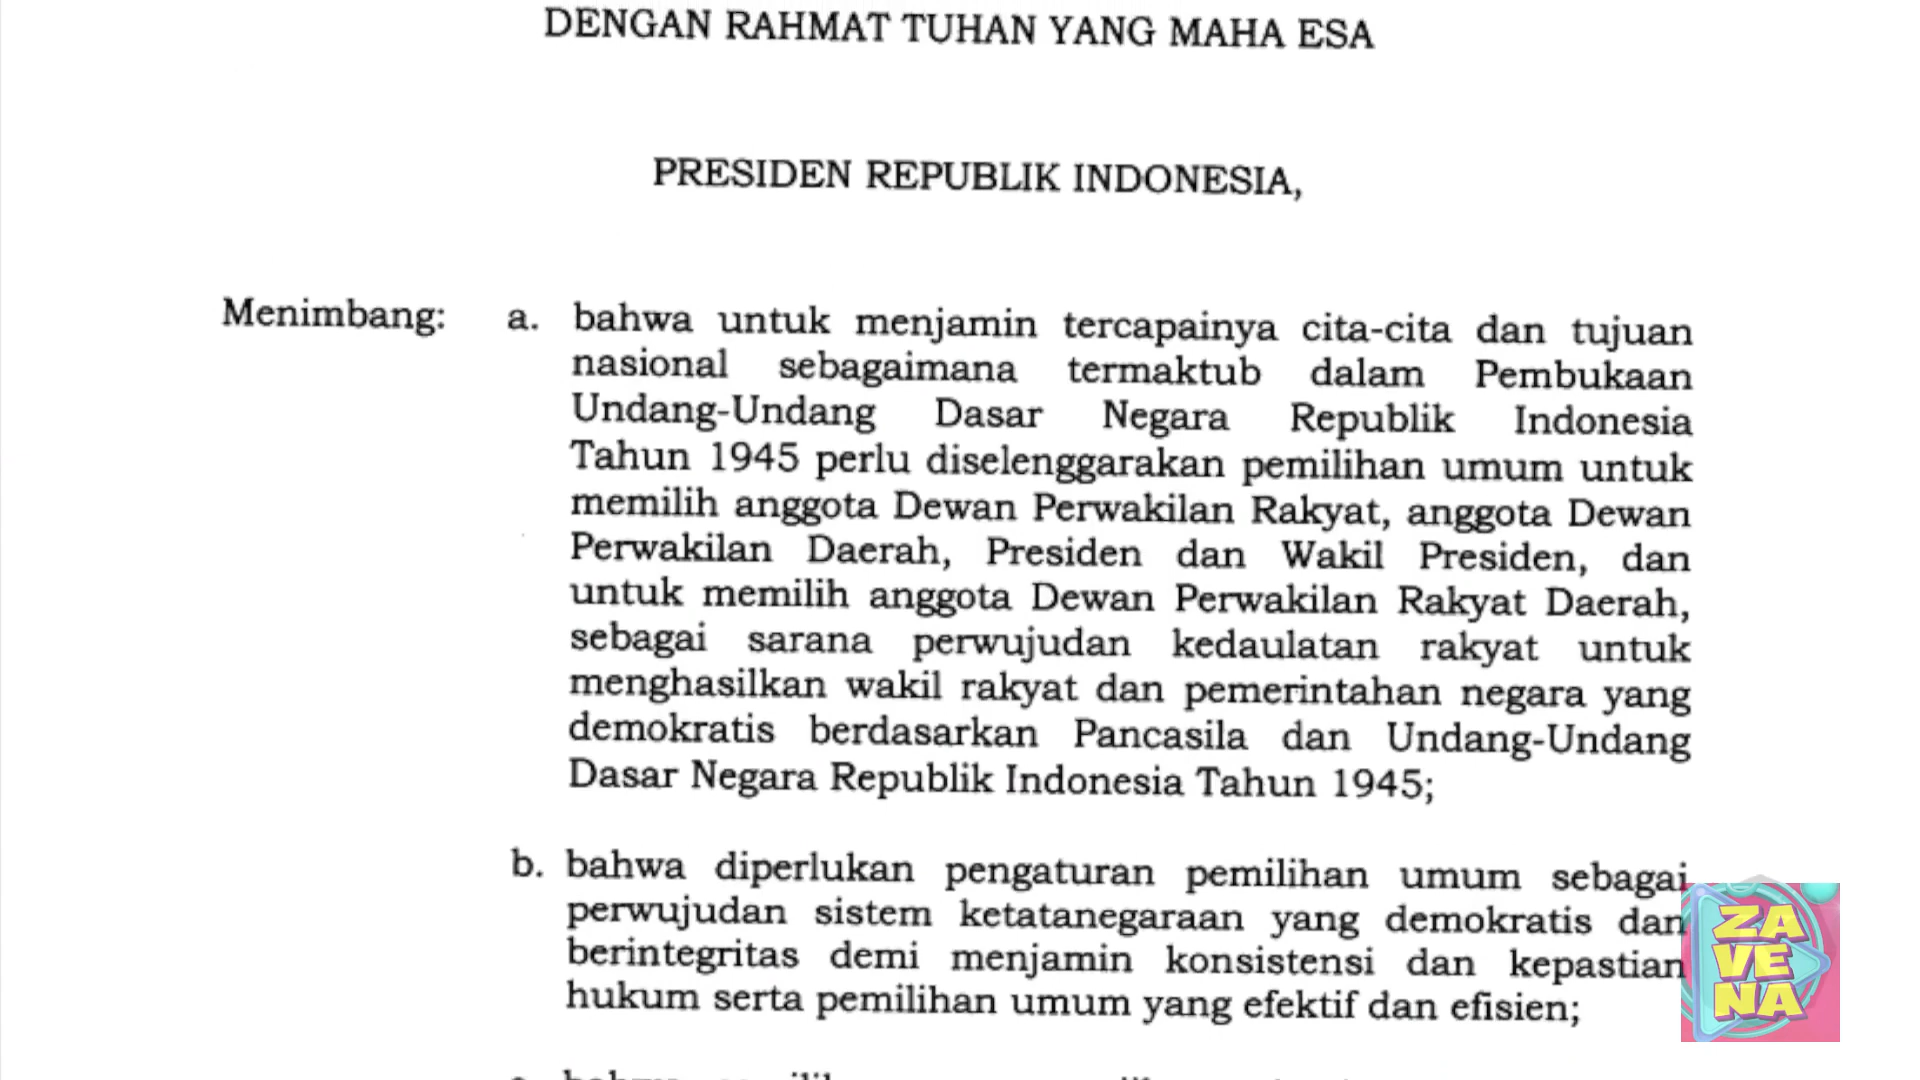 DENGAN RAHMAT TUHAN YANG MAHA ESA
PRESIDEN REPUBLIK INDONESIA,
Menimbang: a. bahwa untuk menjamin tercapainya cita-cita dan tujuan
nasional sebagaimana termaktub dalam Pembukaan
Undang-Undang Dasar Negara Republik Indonesia
Tahun 1945 perlu diselenggarakan pemilihan umum untuk
memilih anggota Dewan Perwakilan Rakyat, anggota Dewan
Perwakilan Daerah, Presiden dan Wakil Presiden, dan
untuk memilih anggota Dewan Perwakilan Rakyat Daerah,
sebagai sarana perwujudan kedaulatan rakyat untuk
menghasilkan wakil rakyat dan pemerintahan negara yang
demokratis berdasarkan Pancasila dan Undang-Undang
Dasar Negara Republik Indonesia Tahun 1945;
b. bahwa diperlukan pengaturan pemilihan umum sebagai
perwujudan sistem ketatanegaraan yang demokratis dan
berintegritas demi menjamin konsistensi dan kepastian
hukum serta pemilihan umum yang efektif dan efisien;
ZA
VE
NA